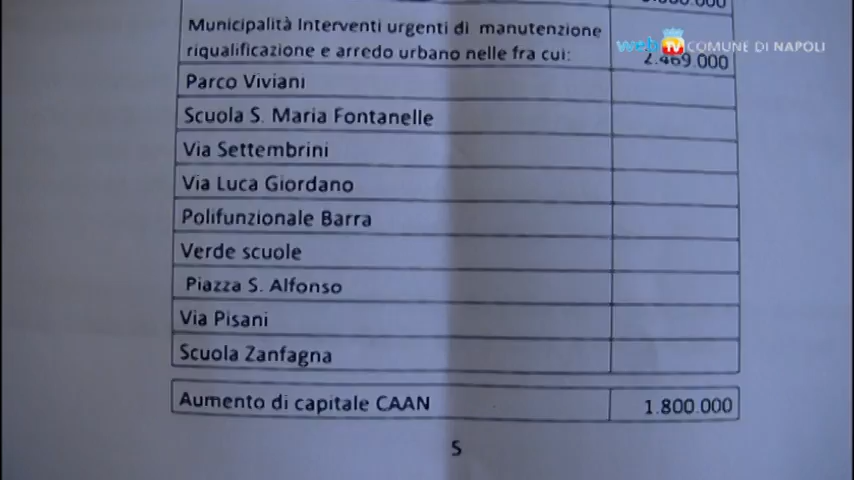 Municipalità Interventi urgenti di manutenzione
riqualificazione e arredo urbano nelle fra cui:
web TV COMUNE DI NAPOLI
2.469.000
Parco Viviani
Scuola S. Maria Fontanelle
Via Settembrini
Via Luca Giordano
Polifunzionale Barra
Verde scuole
Piazza S. Alfonso
Via Pisani
Scuola Zanfagna
Aumento di capitale CAAN 1.800.000
5